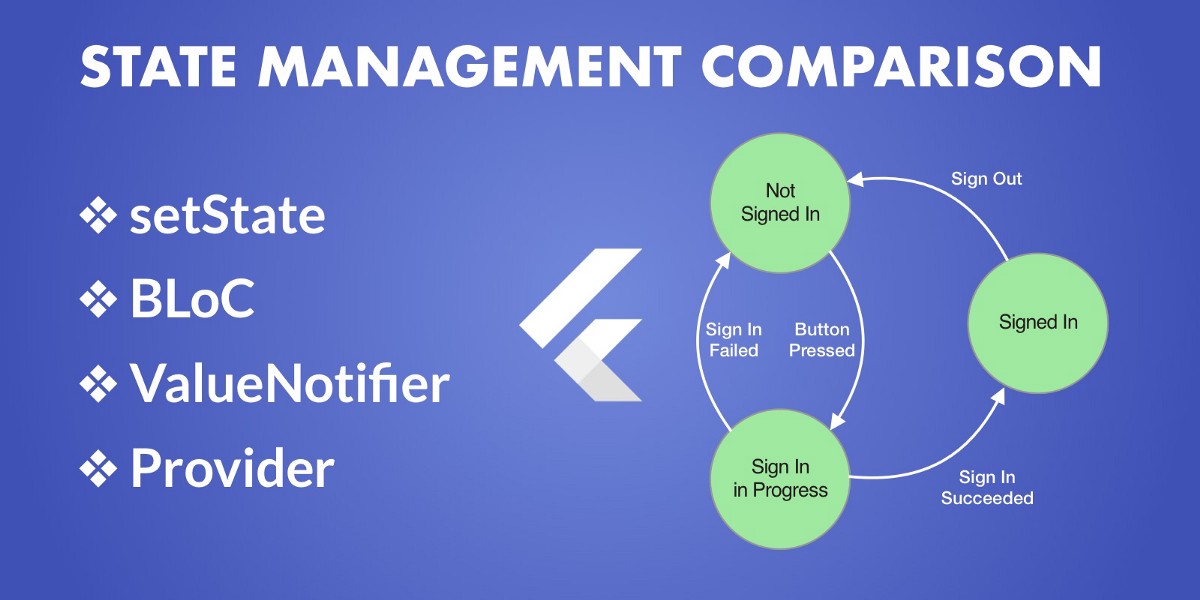 STATE MANAGEMENT COMPARISON
❖ setState
❖ BLoC
❖ ValueNotifier
❖ Provider
Not
Signed In
Sign Out
Signed In
Sign In
Failed
Button
Pressed
Sign In
in Progress
Sign In
Succeeded